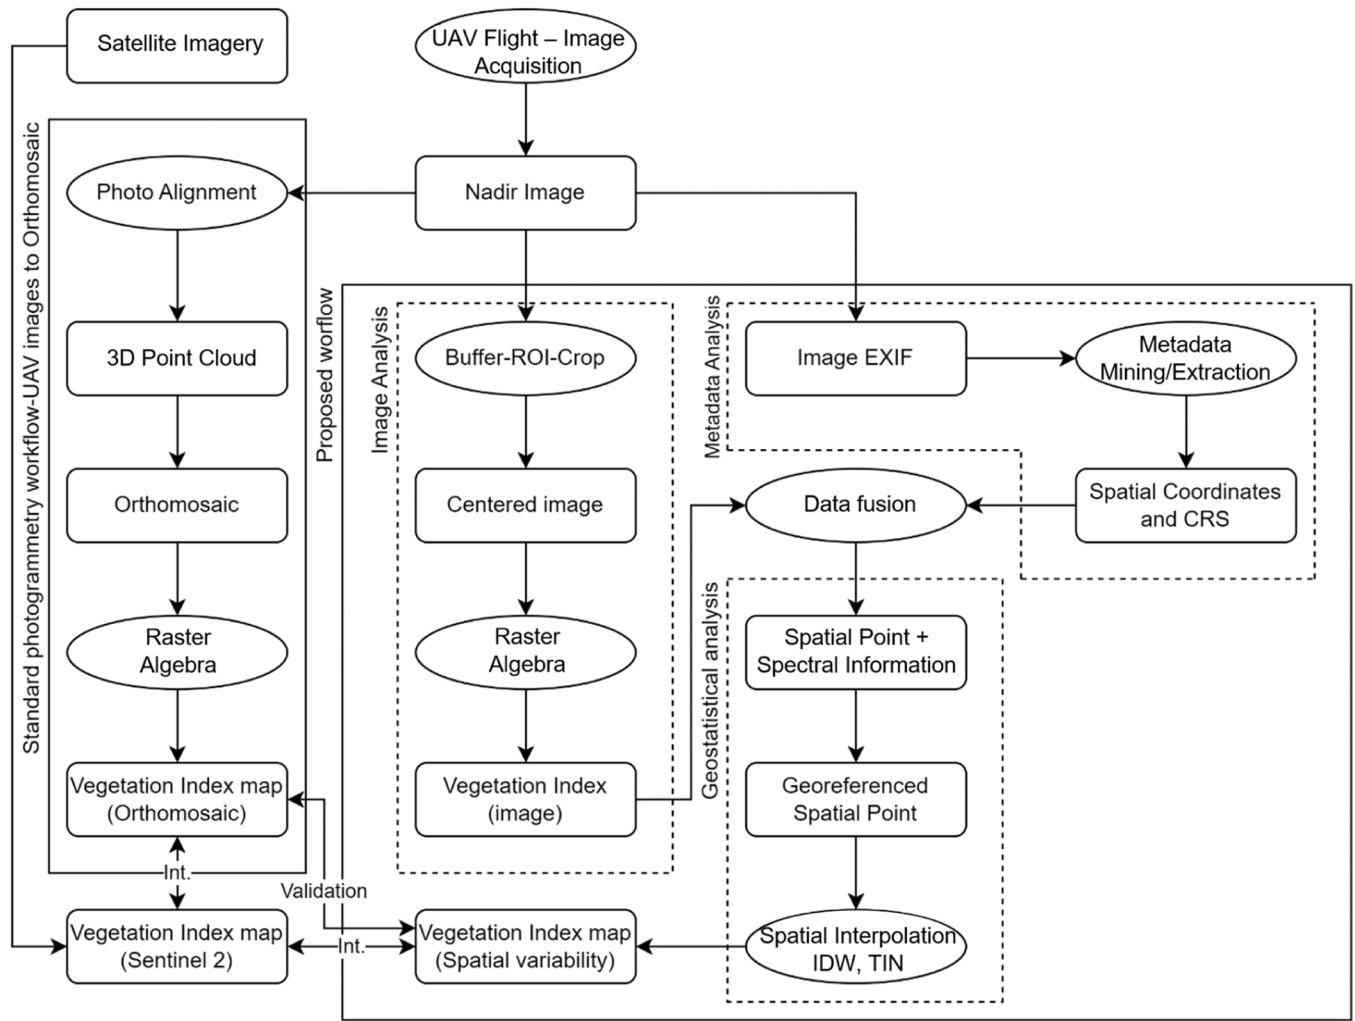 Satellite Imagery
UAV Flight – Image
Acquisition
Standard photogrammetry workflow-UAV images to Orthomosaic
Photo Alignment
Nadir Image
3D Point Cloud
Orthomosaic
Raster
Algebra
Vegetation Index map
(Orthomosaic)
Int.
Validation
Vegetation Index map
(Sentinel 2)
Int.
Proposed worflow
Image Analysis
Buffer-ROI-Crop
Centered image
Raster
Algebra
Vegetation Index
(image)
Vegetation Index map
(Spatial variability)
Metadata Analysis
Image EXIF
Metadata
Mining/Extraction
Spatial Coordinates
and CRS
Data fusion
Geostatistical analysis
Spatial Point +
Spectral Information
Georeferenced
Spatial Point
Spatial Interpolation
IDW, TIN